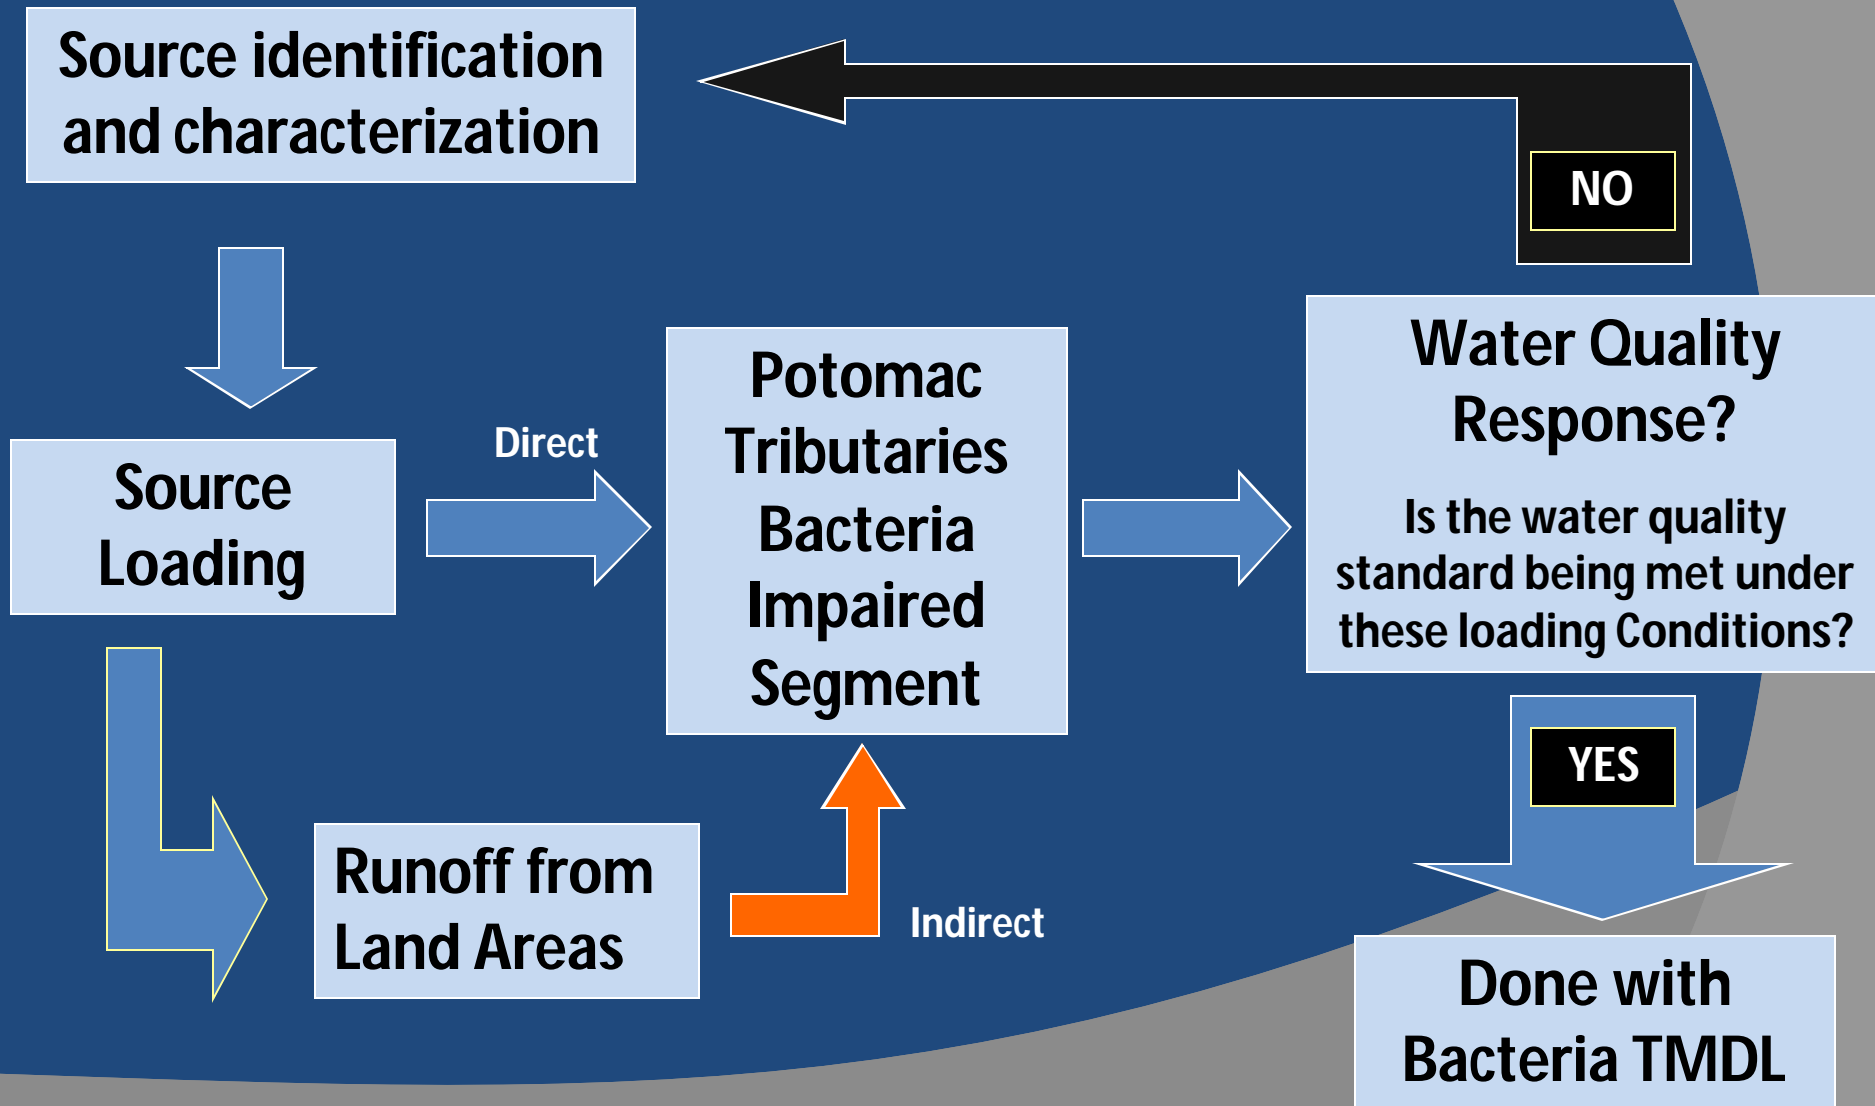 Source identification
and characterization
NO
Water Quality
Response?
Is the water quality
standard being met under
these loading Conditions?
Potomac
Tributaries
Bacteria
Impaired
Segment
Direct
Source
Loading
YES
Runoff from
Land Areas
Indirect
Done with
Bacteria TMDL